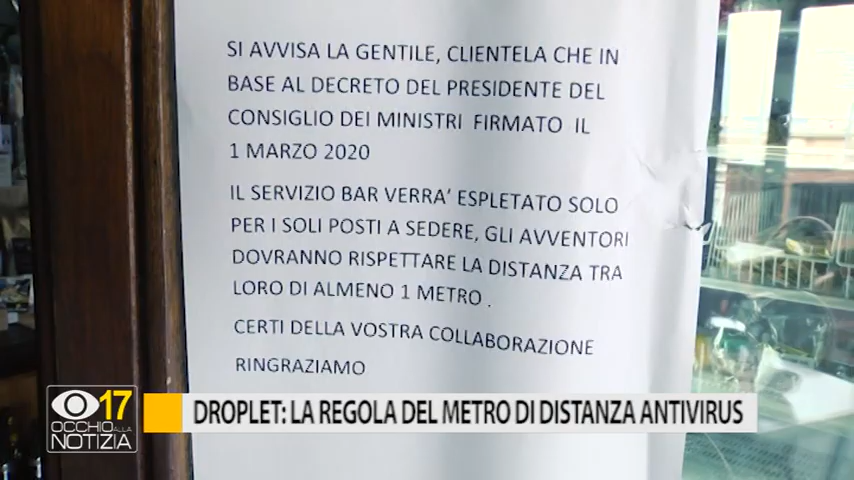 SI AVVISA LA GENTILE, CLIENTELA CHE IN
BASE AL DECRETO DEL PRESIDENTE DEL
CONSIGLIO DEI MINISTRI FIRMATO IL
1 MARZO 2020
IL SERVIZIO BAR VERRA' ESPLETATO SOLO
PER I SOLI POSTI A SEDERE, GLI AVVENTORI
DOVRANNO RISPETTARE LA DISTANZA TRA
LORO DI ALMENO 1 METRO .
CERTI DELLA VOSTRA COLLABORAZIONE
RINGRAZIAMO
17
OCCHIO ALLA
NOTIZIA
DROPLET: LA REGOLA DEL METRO DI DISTANZA ANTIVIRUS